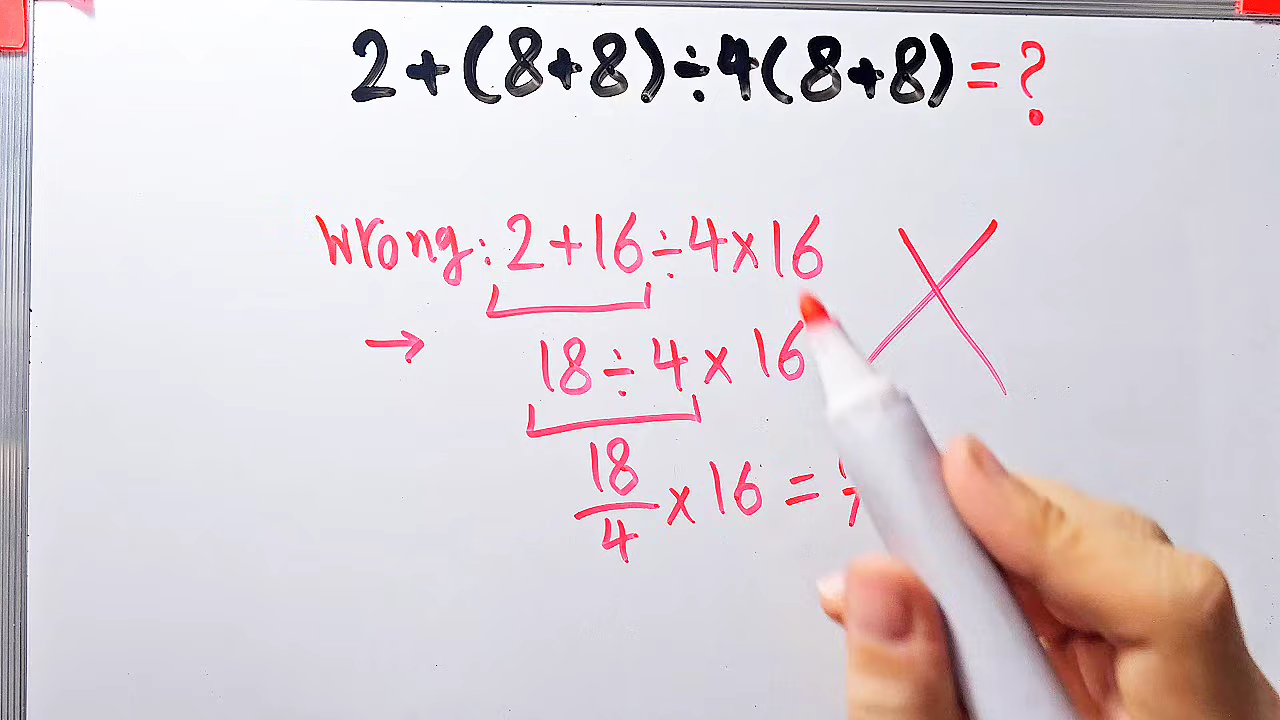 2+(8+8)÷4(8+8)=?
Wrong: 2+16÷4×16
→ 18÷4×16
18/4 ×16=